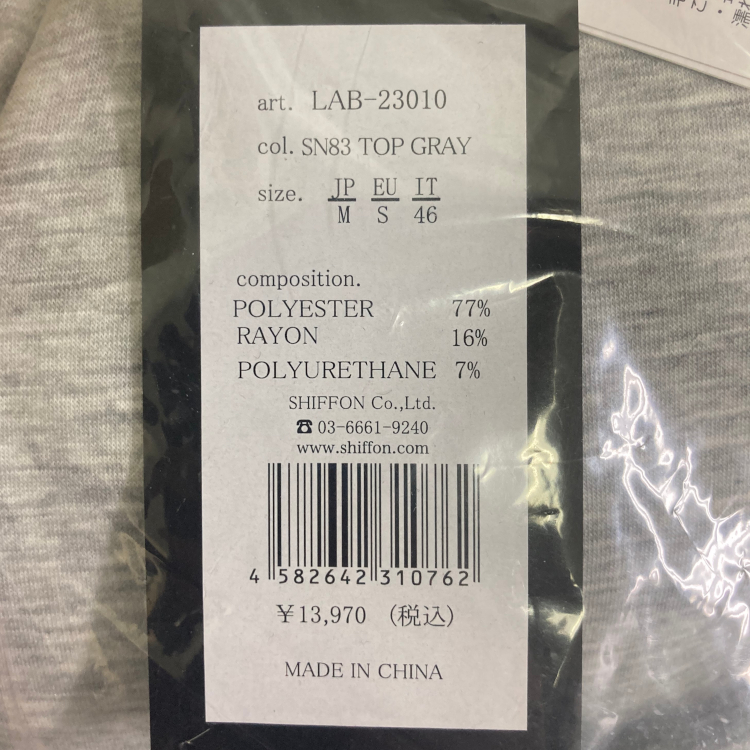 art. LAB-23010
col. SN83 TOP GRAY
size. JP EU IT
M S 46
composition.
POLYESTER 77%
RAYON 16%
POLYURETHANE 7%
SHIFFON Co.,Ltd.
☎ 03-6661-9240
www.shiffon.com
4 582642 310762
¥13,970 (税込)
MADE IN CHINA